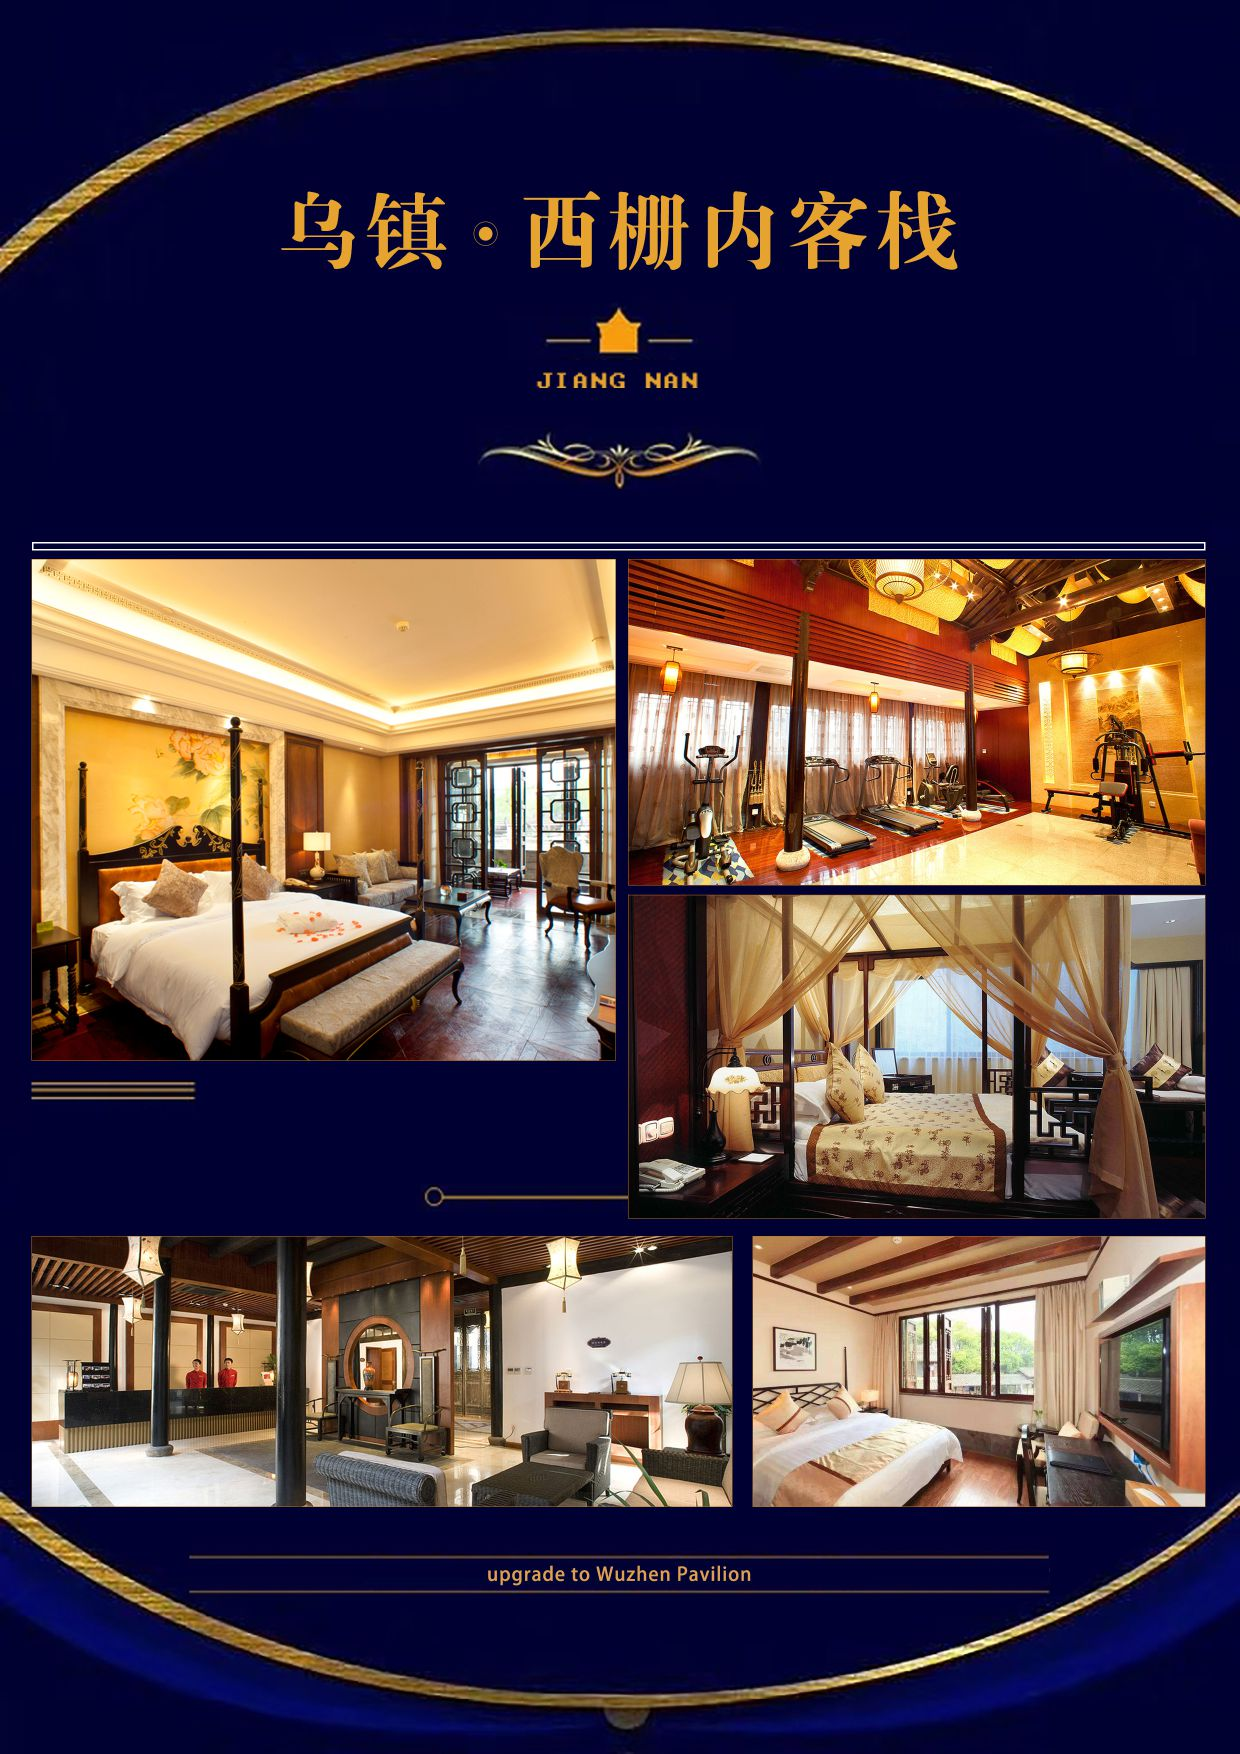 乌镇·西栅内客栈
JIANG NAN
upgrade to Wuzhen Pavilion